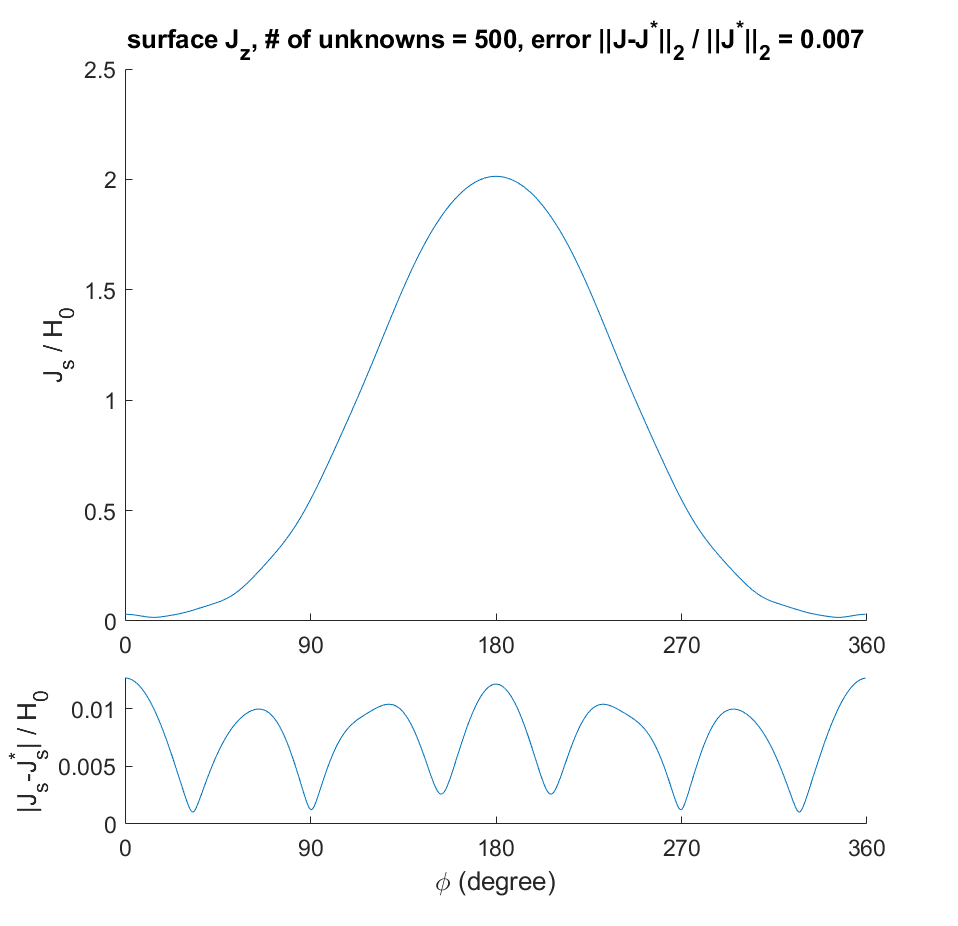 surface J_z, # of unknowns = 500, error ||J-J^*||_2 / ||J^*||_2 = 0.007
2.5
2
1.5
1
0.5
0
J_s / H_0
0 90 180 270 360
0.01
0.005
0
|J_s-J_s^*| / H_0
0 90 180 270 360
ϕ (degree)